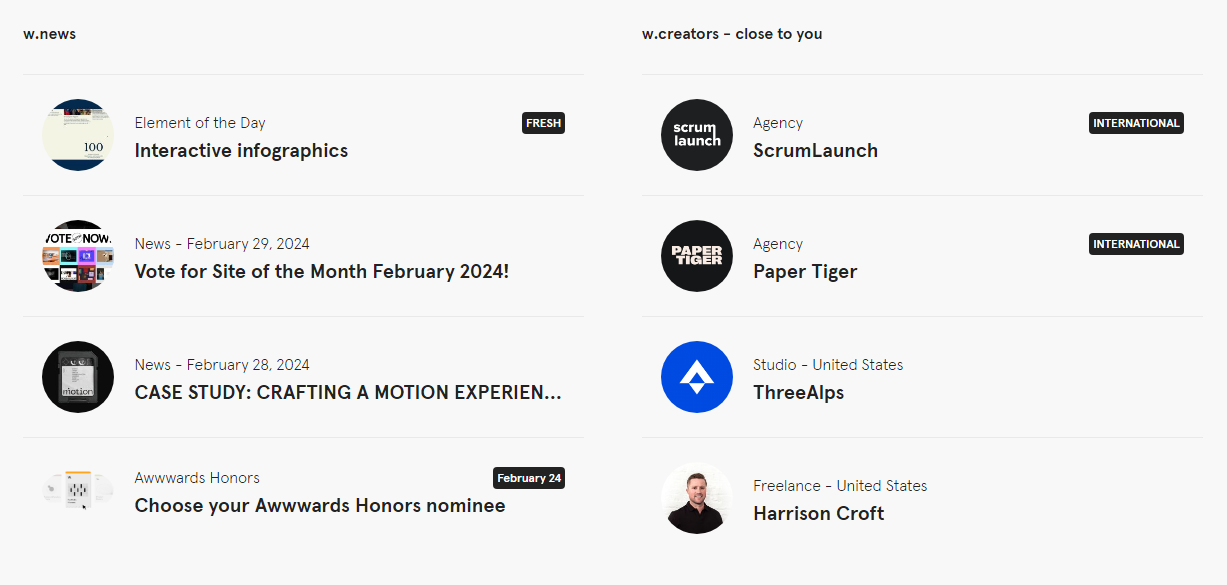 w.news
100
Element of the Day
FRESH
Interactive infographics
VOTE NOW.
News - February 29, 2024
Vote for Site of the Month February 2024!
motion
News - February 28, 2024
CASE STUDY: CRAFTING A MOTION EXPERIEN...
Awwwards Honors
February 24
Choose your Awwwards Honors nominee
w.creators - close to you
scrum
launch
Agency
INTERNATIONAL
ScrumLaunch
PAPER
TIGER
Agency
INTERNATIONAL
Paper Tiger
Studio - United States
ThreeAlps
Freelance - United States
Harrison Croft